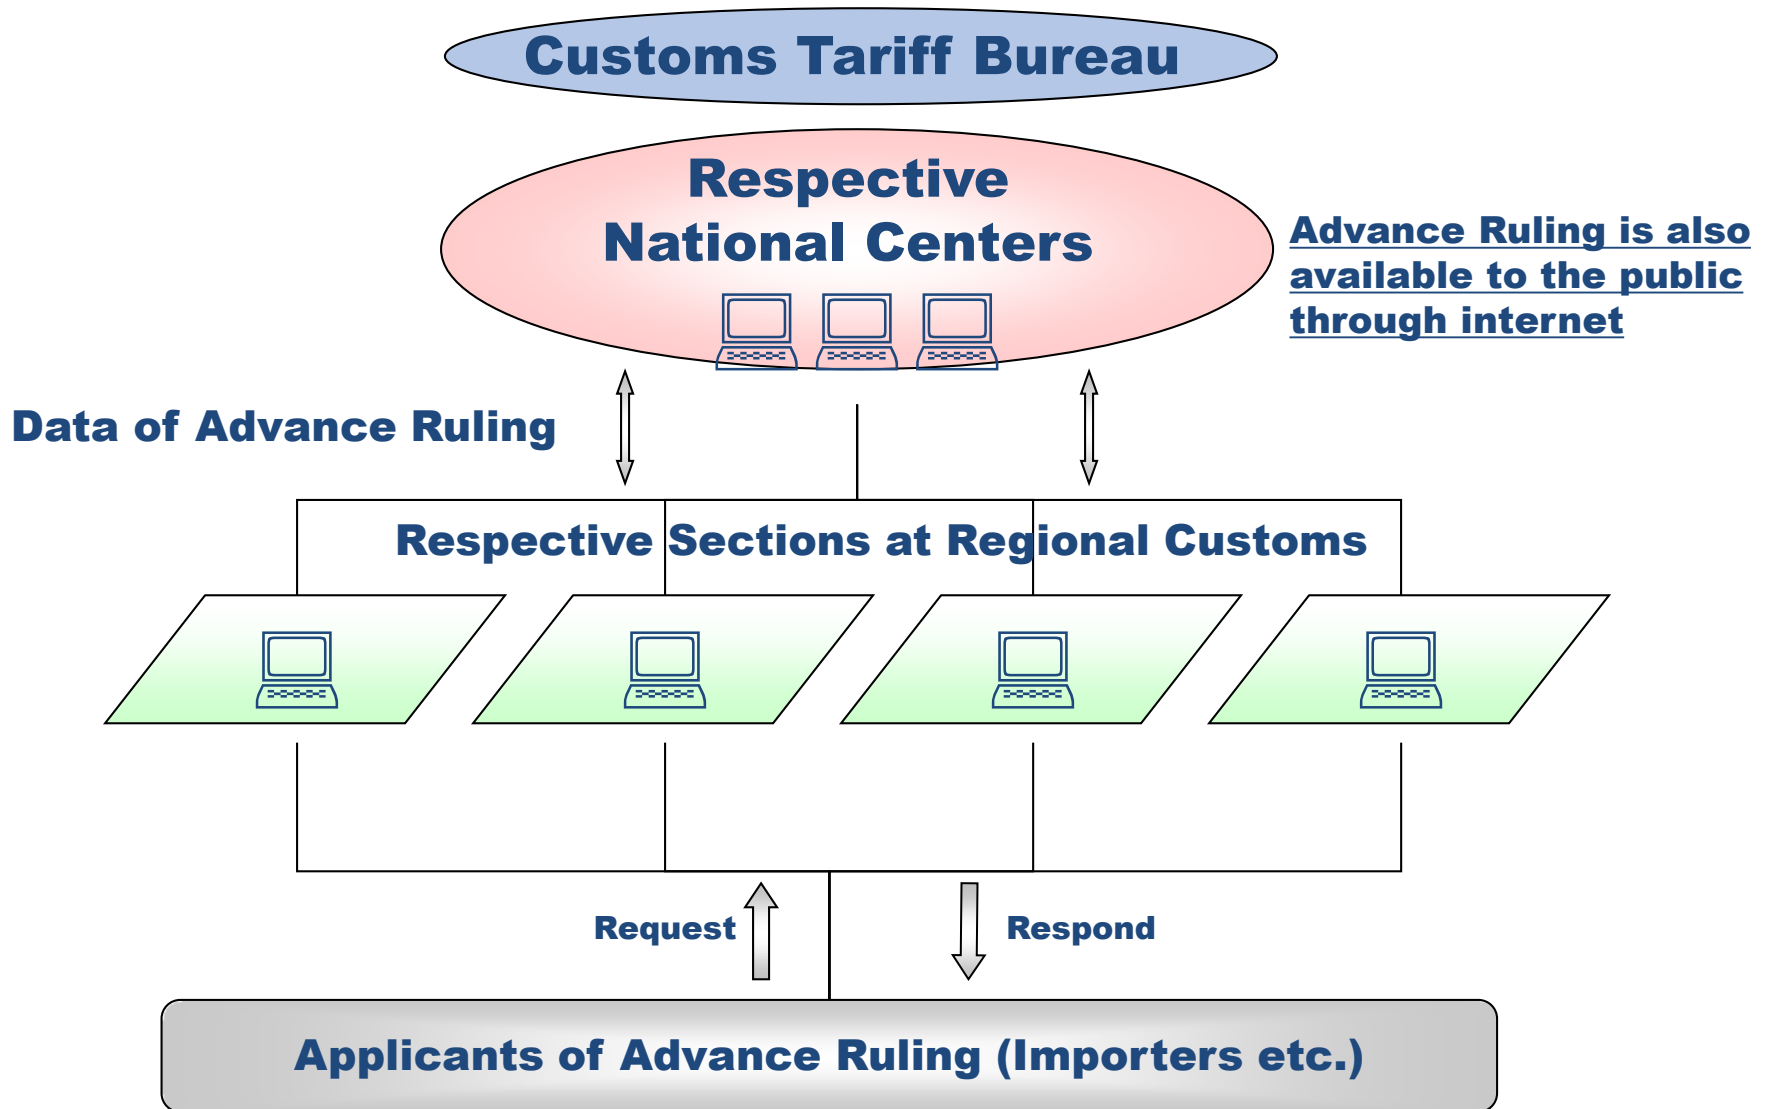 Customs Tariff Bureau
Respective
National Centers
Advance Ruling is also
available to the public
through internet
Data of Advance Ruling
Respective Sections at Regional Customs
Request
Respond
Applicants of Advance Ruling (Importers etc.)